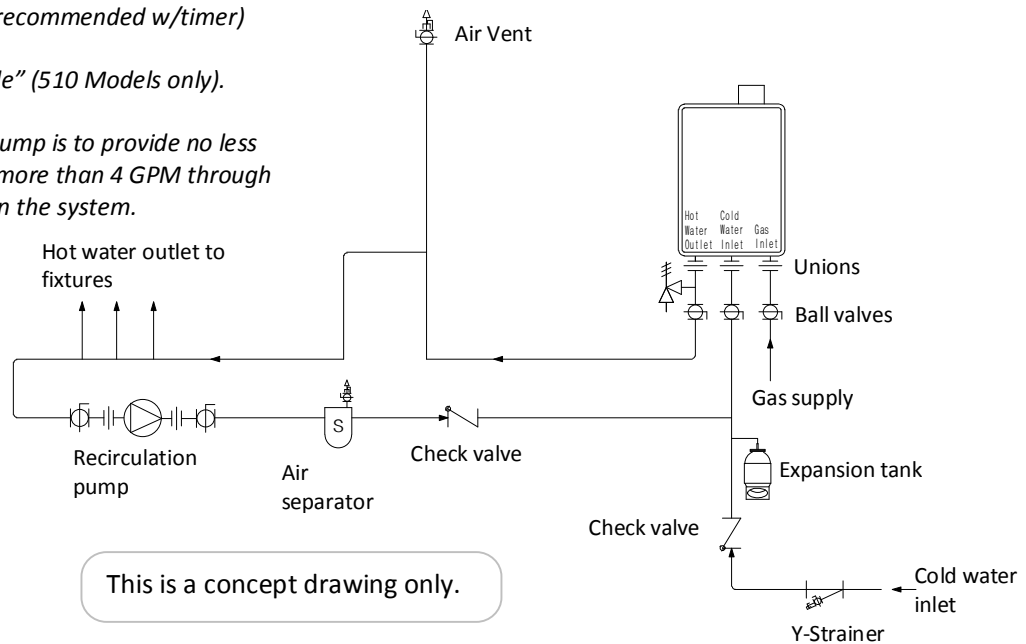 recommended w/timer)
le” (510 Models only).
ump is to provide no less
more than 4 GPM through
n the system.
Air Vent
Hot water outlet to
fixtures
Hot
Water
Outlet
Cold
Water
Inlet
Gas
Inlet
Unions
Ball valves
Gas supply
S
Recirculation
pump
Air
separator
Check valve
Expansion tank
Check valve
Cold water
inlet
Y-Strainer
This is a concept drawing only.